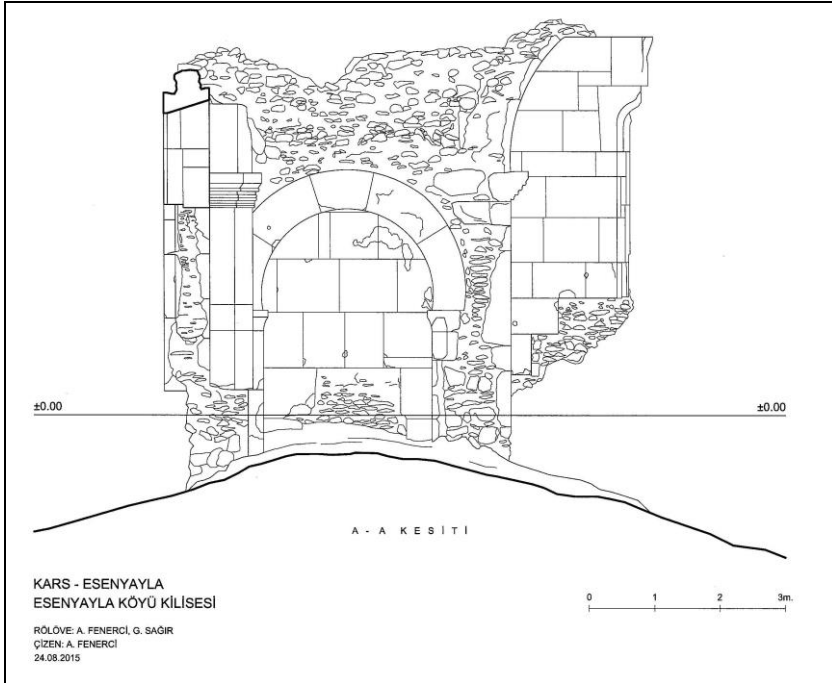 ±0.00 ±0.00
A-A KESİTİ
KARS - ESENYAYLA
ESENYAYLA KÖYÜ KİLİSESİ
0 1 2 3m.
RÖLÖVE: A. FENERCİ, G. SAĞIR
ÇİZEN: A. FENERCİ
24.08.2015